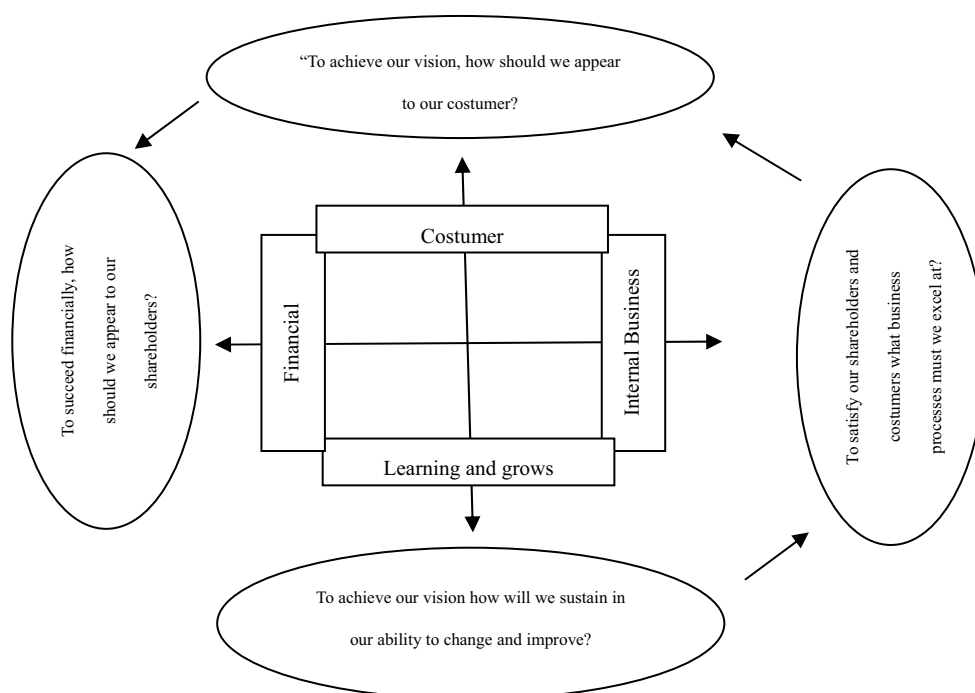 “To achieve our vision, how should we appear
to our costumer?
Costumer
To succeed financially, how
should we appear to our
shareholders?
Financial
Internal Business
To satisfy our shareholders and
costumers what business
processes must we excel at?
Learning and grows
To achieve our vision how will we sustain in
our ability to change and improve?